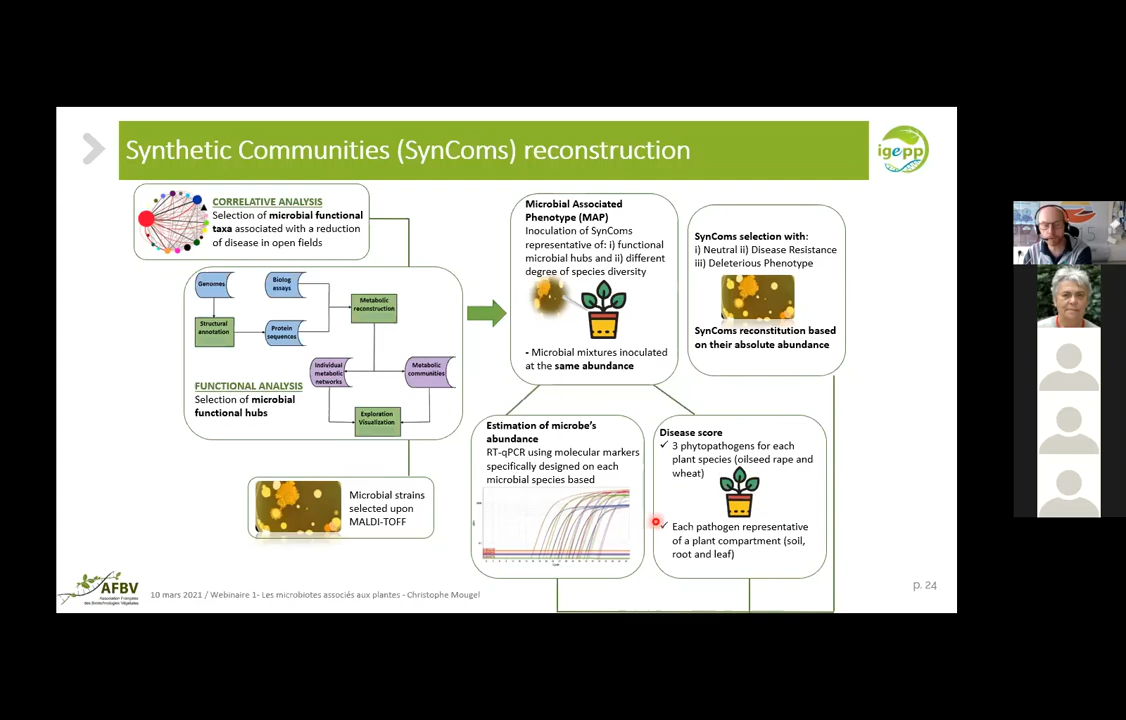 Synthetic Communities (SynComs) reconstruction
igepp
CORRELATIVE ANALYSIS
Selection of microbial functional
taxa associated with a reduction
of disease in open fields
Genomes
Biolog
assays
Metabolic
reconstruction
Structural
annotation
Protein
sequences
Individual
metabolic
networks
Metabolic
communities
FUNCTIONAL ANALYSIS
Selection of microbial
functional hubs
Exploration
Visualization
Microbial strains
selected upon
MALDI-TOFF
Microbial Associated
Phenotype (MAP)
Inoculation of SynComs
representative of: i) functional
microbial hubs and ii) different
degree of species diversity
- Microbial mixtures inoculated
at the same abundance
SynComs selection with:
i) Neutral ii) Disease Resistance
iii) Deleterious Phenotype
SynComs reconstitution based
on their absolute abundance
Estimation of microbe's
abundance
RT-qPCR using molecular markers
specifically designed on each
microbial species based
Disease score
✓ 3 phytopathogens for each
plant species (oilseed rape and
wheat)
✓ Each pathogen representative
of a plant compartment (soil,
root and leaf)
AFBV
Association Française
des Biotechnologies Végétales
10 mars 2021 / Webinaire 1- Les microbiotes associés aux plantes - Christophe Mougel
p. 24